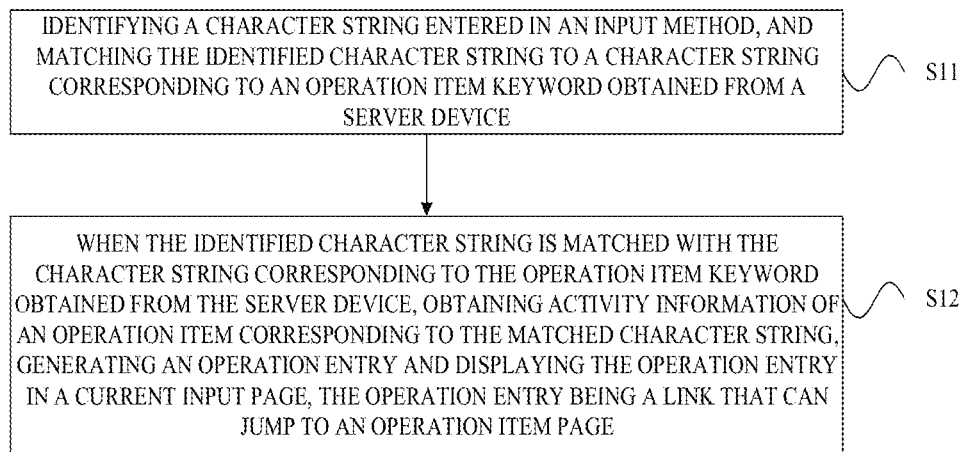 IDENTIFYING A CHARACTER STRING ENTERED IN AN INPUT METHOD, AND
MATCHING THE IDENTIFIED CHARACTER STRING TO A CHARACTER STRING
CORRESPONDING TO AN OPERATION ITEM KEYWORD OBTAINED FROM A
SERVER DEVICE
S11
WHEN THE IDENTIFIED CHARACTER STRING IS MATCHED WITH THE
CHARACTER STRING CORRESPONDING TO THE OPERATION ITEM KEYWORD
OBTAINED FROM THE SERVER DEVICE, OBTAINING ACTIVITY INFORMATION OF
AN OPERATION ITEM CORRESPONDING TO THE MATCHED CHARACTER STRING,
GENERATING AN OPERATION ENTRY AND DISPLAYING THE OPERATION ENTRY
IN A CURRENT INPUT PAGE, THE OPERATION ENTRY BEING A LINK THAT CAN
JUMP TO AN OPERATION ITEM PAGE
S12